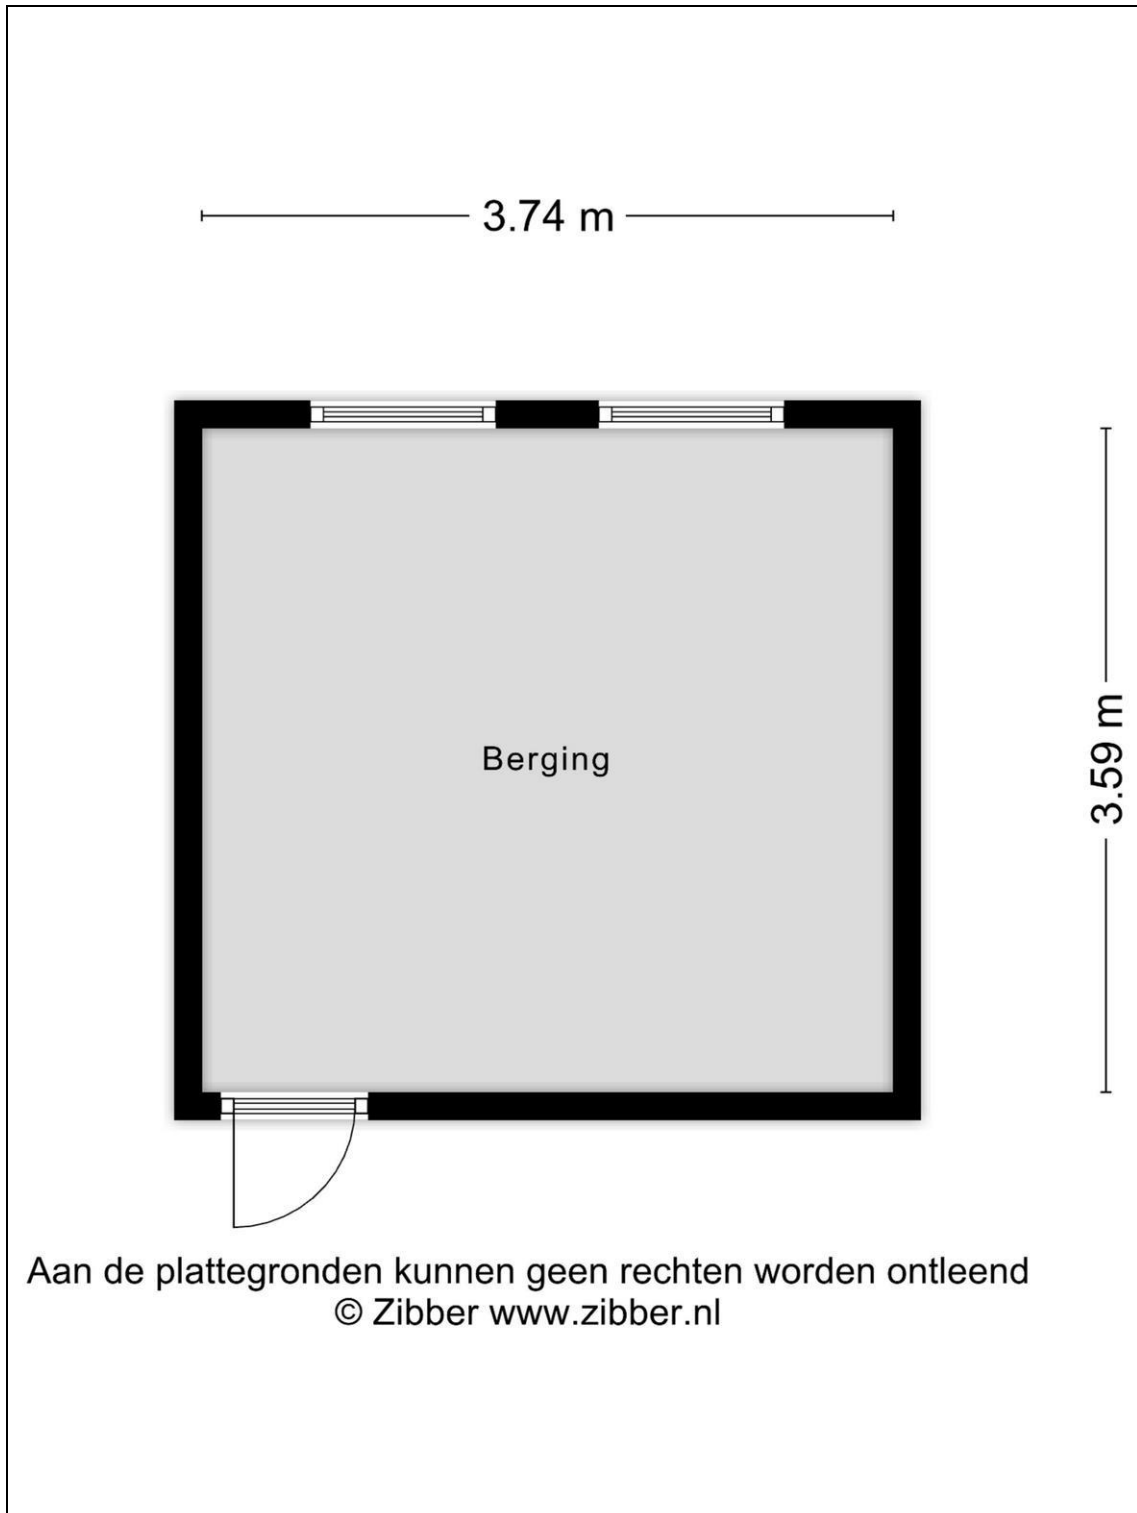 3.74 m
Berging
3.59 m
Aan de plattegronden kunnen geen rechten worden ontleend
© Zibber www.zibber.nl